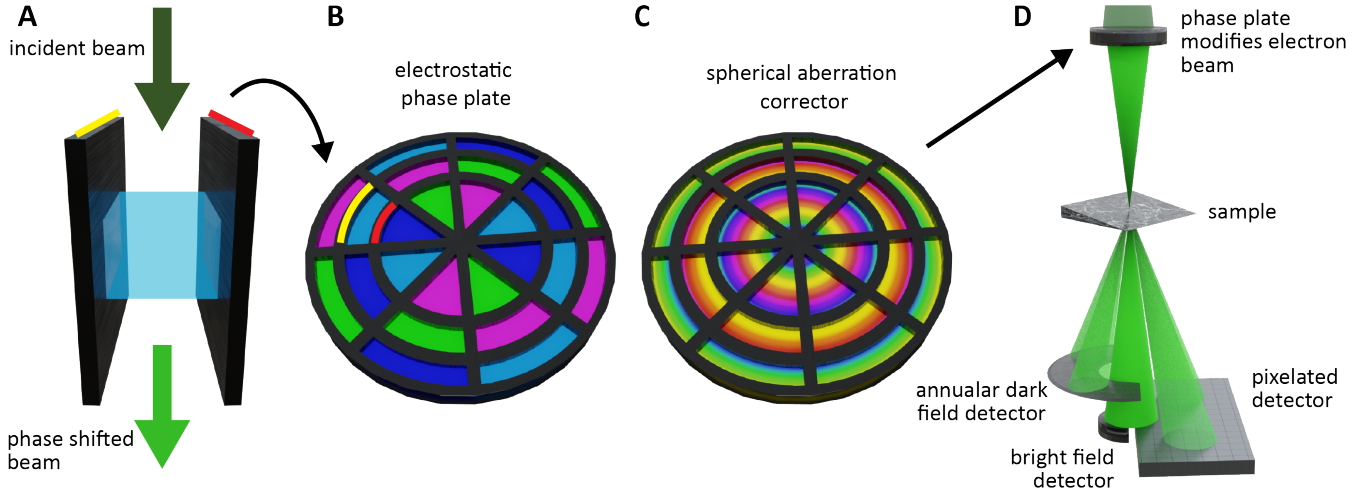 A
incident beam
phase shifted
beam
B
electrostatic
phase plate
C
spherical aberration
corrector
D
phase plate
modifies electron
beam
sample
annualar dark
field detector
pixelated
detector
bright field
detector